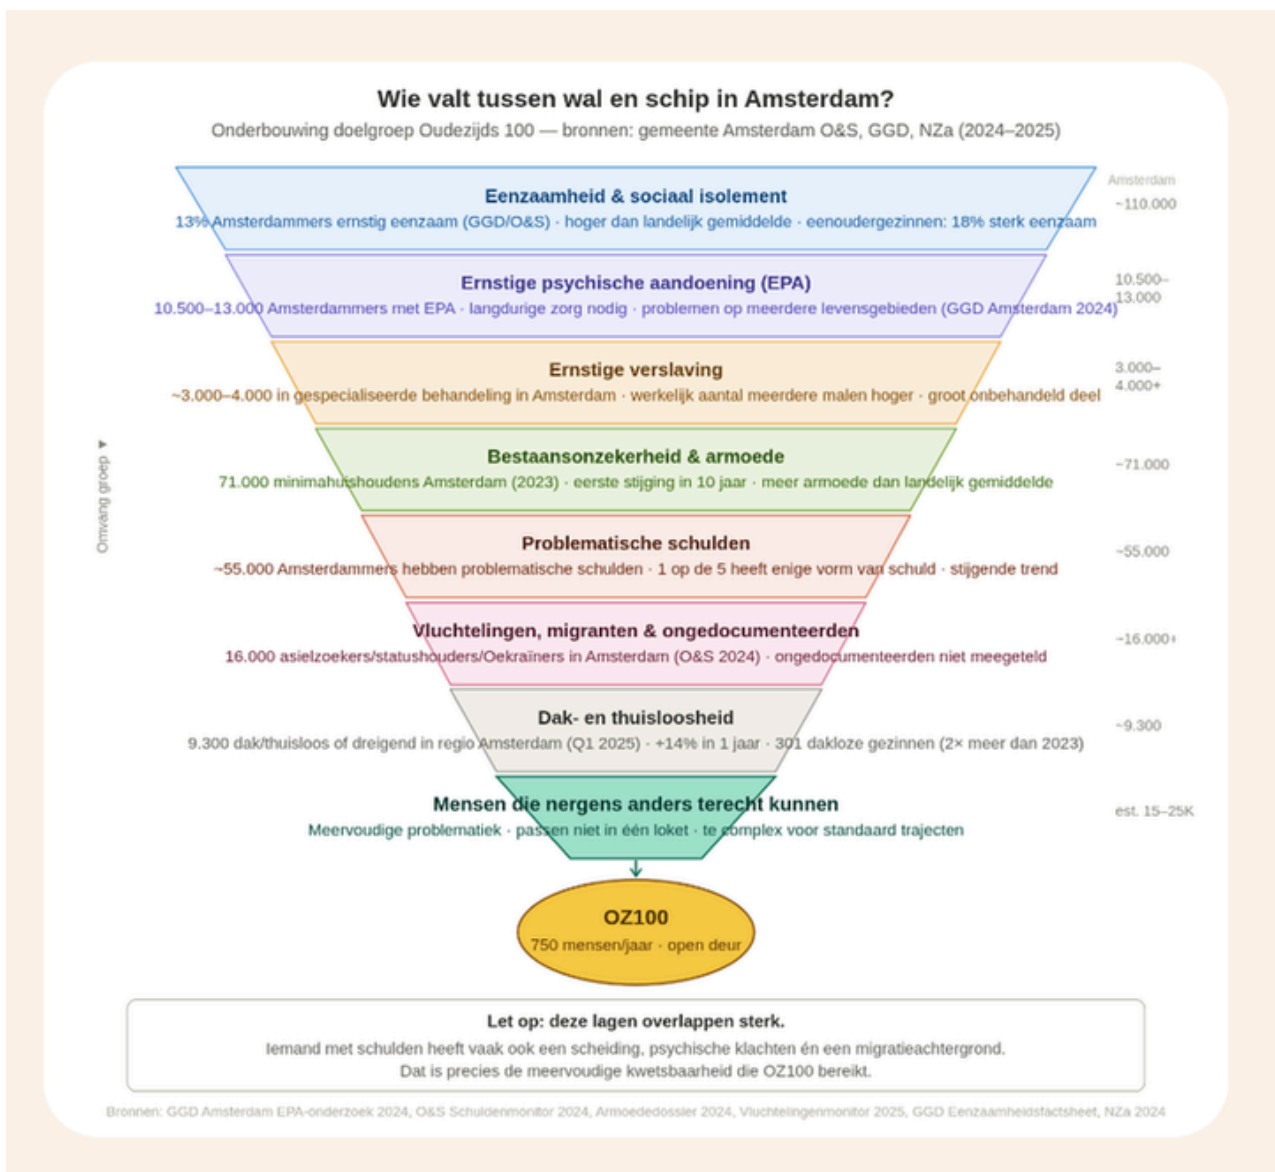 Wie valt tussen wal en schip in Amsterdam?
Onderbouwing doelgroep Oudezijds 100 — bronnen: gemeente Amsterdam O&S, GGD, NZa (2024–2025)
Amsterdam
Eenzaamheid & sociaal isolement
~110.000
13% Amsterdammers ernstig eenzaam (GGD/O&S) · hoger dan landelijk gemiddelde · eenoudergezinnen: 18% sterk eenzaam
Ernstige psychische aandoening (EPA)
10.500–
13.000
10.500–13.000 Amsterdammers met EPA · langdurige zorg nodig · problemen op meerdere levensgebieden (GGD Amsterdam 2024)
Ernstige verslaving
3.000–
4.000+
~3.000–4.000 in gespecialiseerde behandeling in Amsterdam · werkelijk aantal meerdere malen hoger · groot onbehandeld deel
Omvang groep ▼
Bestaansonzekerheid & armoede
~71.000
71.000 minimahuishoudens Amsterdam (2023) · eerste stijging in 10 jaar · meer armoede dan landelijk gemiddelde
Problematische schulden
~55.000
~55.000 Amsterdammers hebben problematische schulden · 1 op de 5 heeft enige vorm van schuld · stijgende trend
Vluchtelingen, migranten & ongedocumenteerden
~16.000+
16.000 asielzoekers/statushouders/Oekraïners in Amsterdam (O&S 2024) · ongedocumenteerden niet meegeteld
Dak- en thuisloosheid
~9.300
9.300 dak/thuisloos of dreigend in regio Amsterdam (Q1 2025) · +14% in 1 jaar · 301 dakloze gezinnen (2× meer dan 2023)
Mensen die nergens anders terecht kunnen
est. 15–25K
Meervoudige problematiek · passen niet in één loket · te complex voor standaard trajecten
OZ100
750 mensen/jaar · open deur
Let op: deze lagen overlappen sterk.
Iemand met schulden heeft vaak ook een scheiding, psychische klachten én een migratieachtergrond.
Dat is precies de meervoudige kwetsbaarheid die OZ100 bereikt.
Bronnen: GGD Amsterdam EPA-onderzoek 2024, O&S Schuldenmonitor 2024, Armoededossier 2024, Vluchtelingenmonitor 2025, GGD Eenzaamheidsfactsheet, NZa 2024